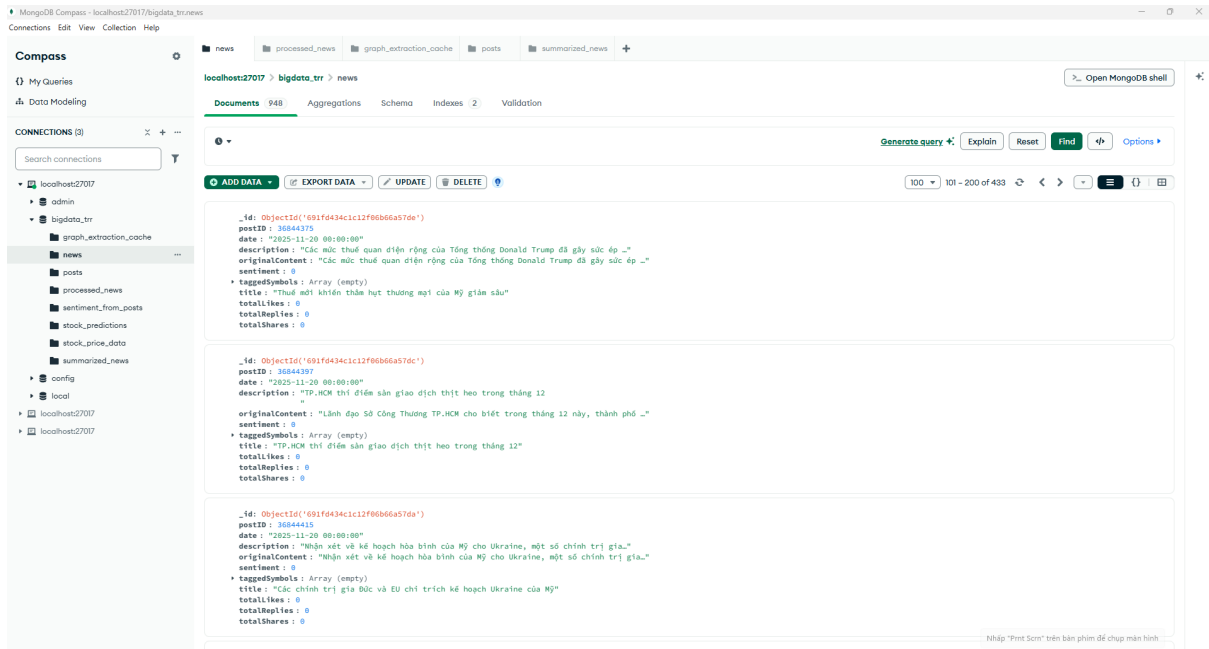 MongoDB Compass - localhost:27017/bigdata_trr.news
Connections Edit View Collection Help
Compass
My Queries
Data Modeling
CONNECTIONS (3)
Search connections
localhost:27017
admin
bigdata_trr
graph_extraction_cache
news
posts
processed_news
sentiment_from_posts
stock_predictions
stock_price_data
summarized_news
config
local
localhost:27017
localhost:27017
news processed_news graph_extraction_cache posts summarized_news
localhost:27017 > bigdata_trr > news
>_ Open MongoDB shell
Documents 948 Aggregations Schema Indexes 2 Validation
Generate query Explain Reset Find </> Options
ADD DATA EXPORT DATA UPDATE DELETE
100 101 – 200 of 433
_id: ObjectId('691fd434c1c12f06b66a57de')
postID: 36844375
date: "2025-11-20 00:00:00"
description: "Các mức thuế quan diện rộng của Tổng thống Donald Trump đã gây sức ép …"
originalContent: "Các mức thuế quan diện rộng của Tổng thống Donald Trump đã gây sức ép …"
sentiment: 0
taggedSymbols: Array (empty)
title: "Thuế mới khiến thâm hụt thương mại của Mỹ giảm sâu"
totalLikes: 0
totalReplies: 0
totalShares: 0
_id: ObjectId('691fd434c1c12f06b66a57dc')
postID: 36844397
date: "2025-11-20 00:00:00"
description: "TP.HCM thí điểm sàn giao dịch thịt heo trong tháng 12
"
originalContent: "Lãnh đạo Sở Công Thương TP.HCM cho biết trong tháng 12 này, thành phố …"
sentiment: 0
taggedSymbols: Array (empty)
title: "TP.HCM thí điểm sàn giao dịch thịt heo trong tháng 12"
totalLikes: 0
totalReplies: 0
totalShares: 0
_id: ObjectId('691fd434c1c12f06b66a57da')
postID: 36844415
date: "2025-11-20 00:00:00"
description: "Nhận xét về kế hoạch hòa bình của Mỹ cho Ukraine, một số chính trị gia…"
originalContent: "Nhận xét về kế hoạch hòa bình của Mỹ cho Ukraine, một số chính trị gia…"
sentiment: 0
taggedSymbols: Array (empty)
title: "Các chính trị gia Đức và EU chỉ trích kế hoạch Ukraine của Mỹ"
totalLikes: 0
totalReplies: 0
totalShares: 0
Nhấp "Prnt Scrn" trên bàn phím để chụp màn hình